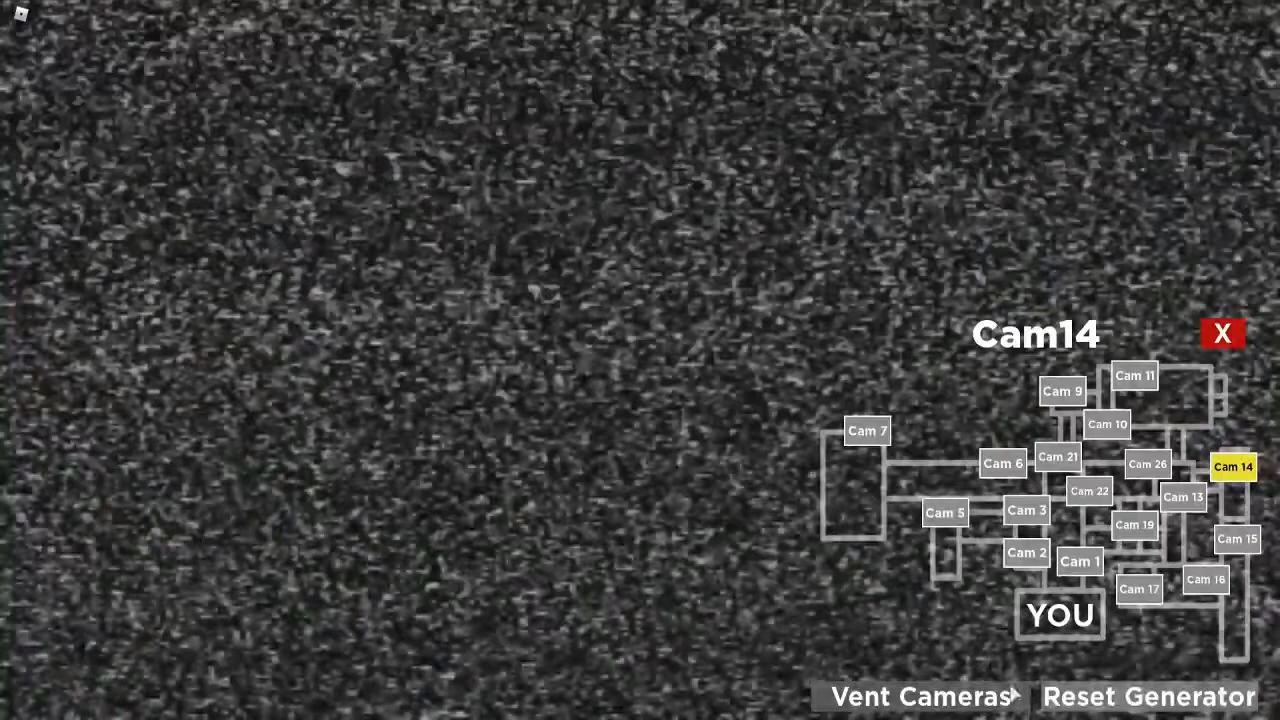 Cam14
X
Cam 11
Cam 9
Cam 10
Cam 7
Cam 21
Cam 6
Cam 26
Cam 14
Cam 22
Cam 13
Cam 3
Cam 5
Cam 19
Cam 15
Cam 2
Cam 1
Cam 16
Cam 17
YOU
Vent Cameras
Reset Generator